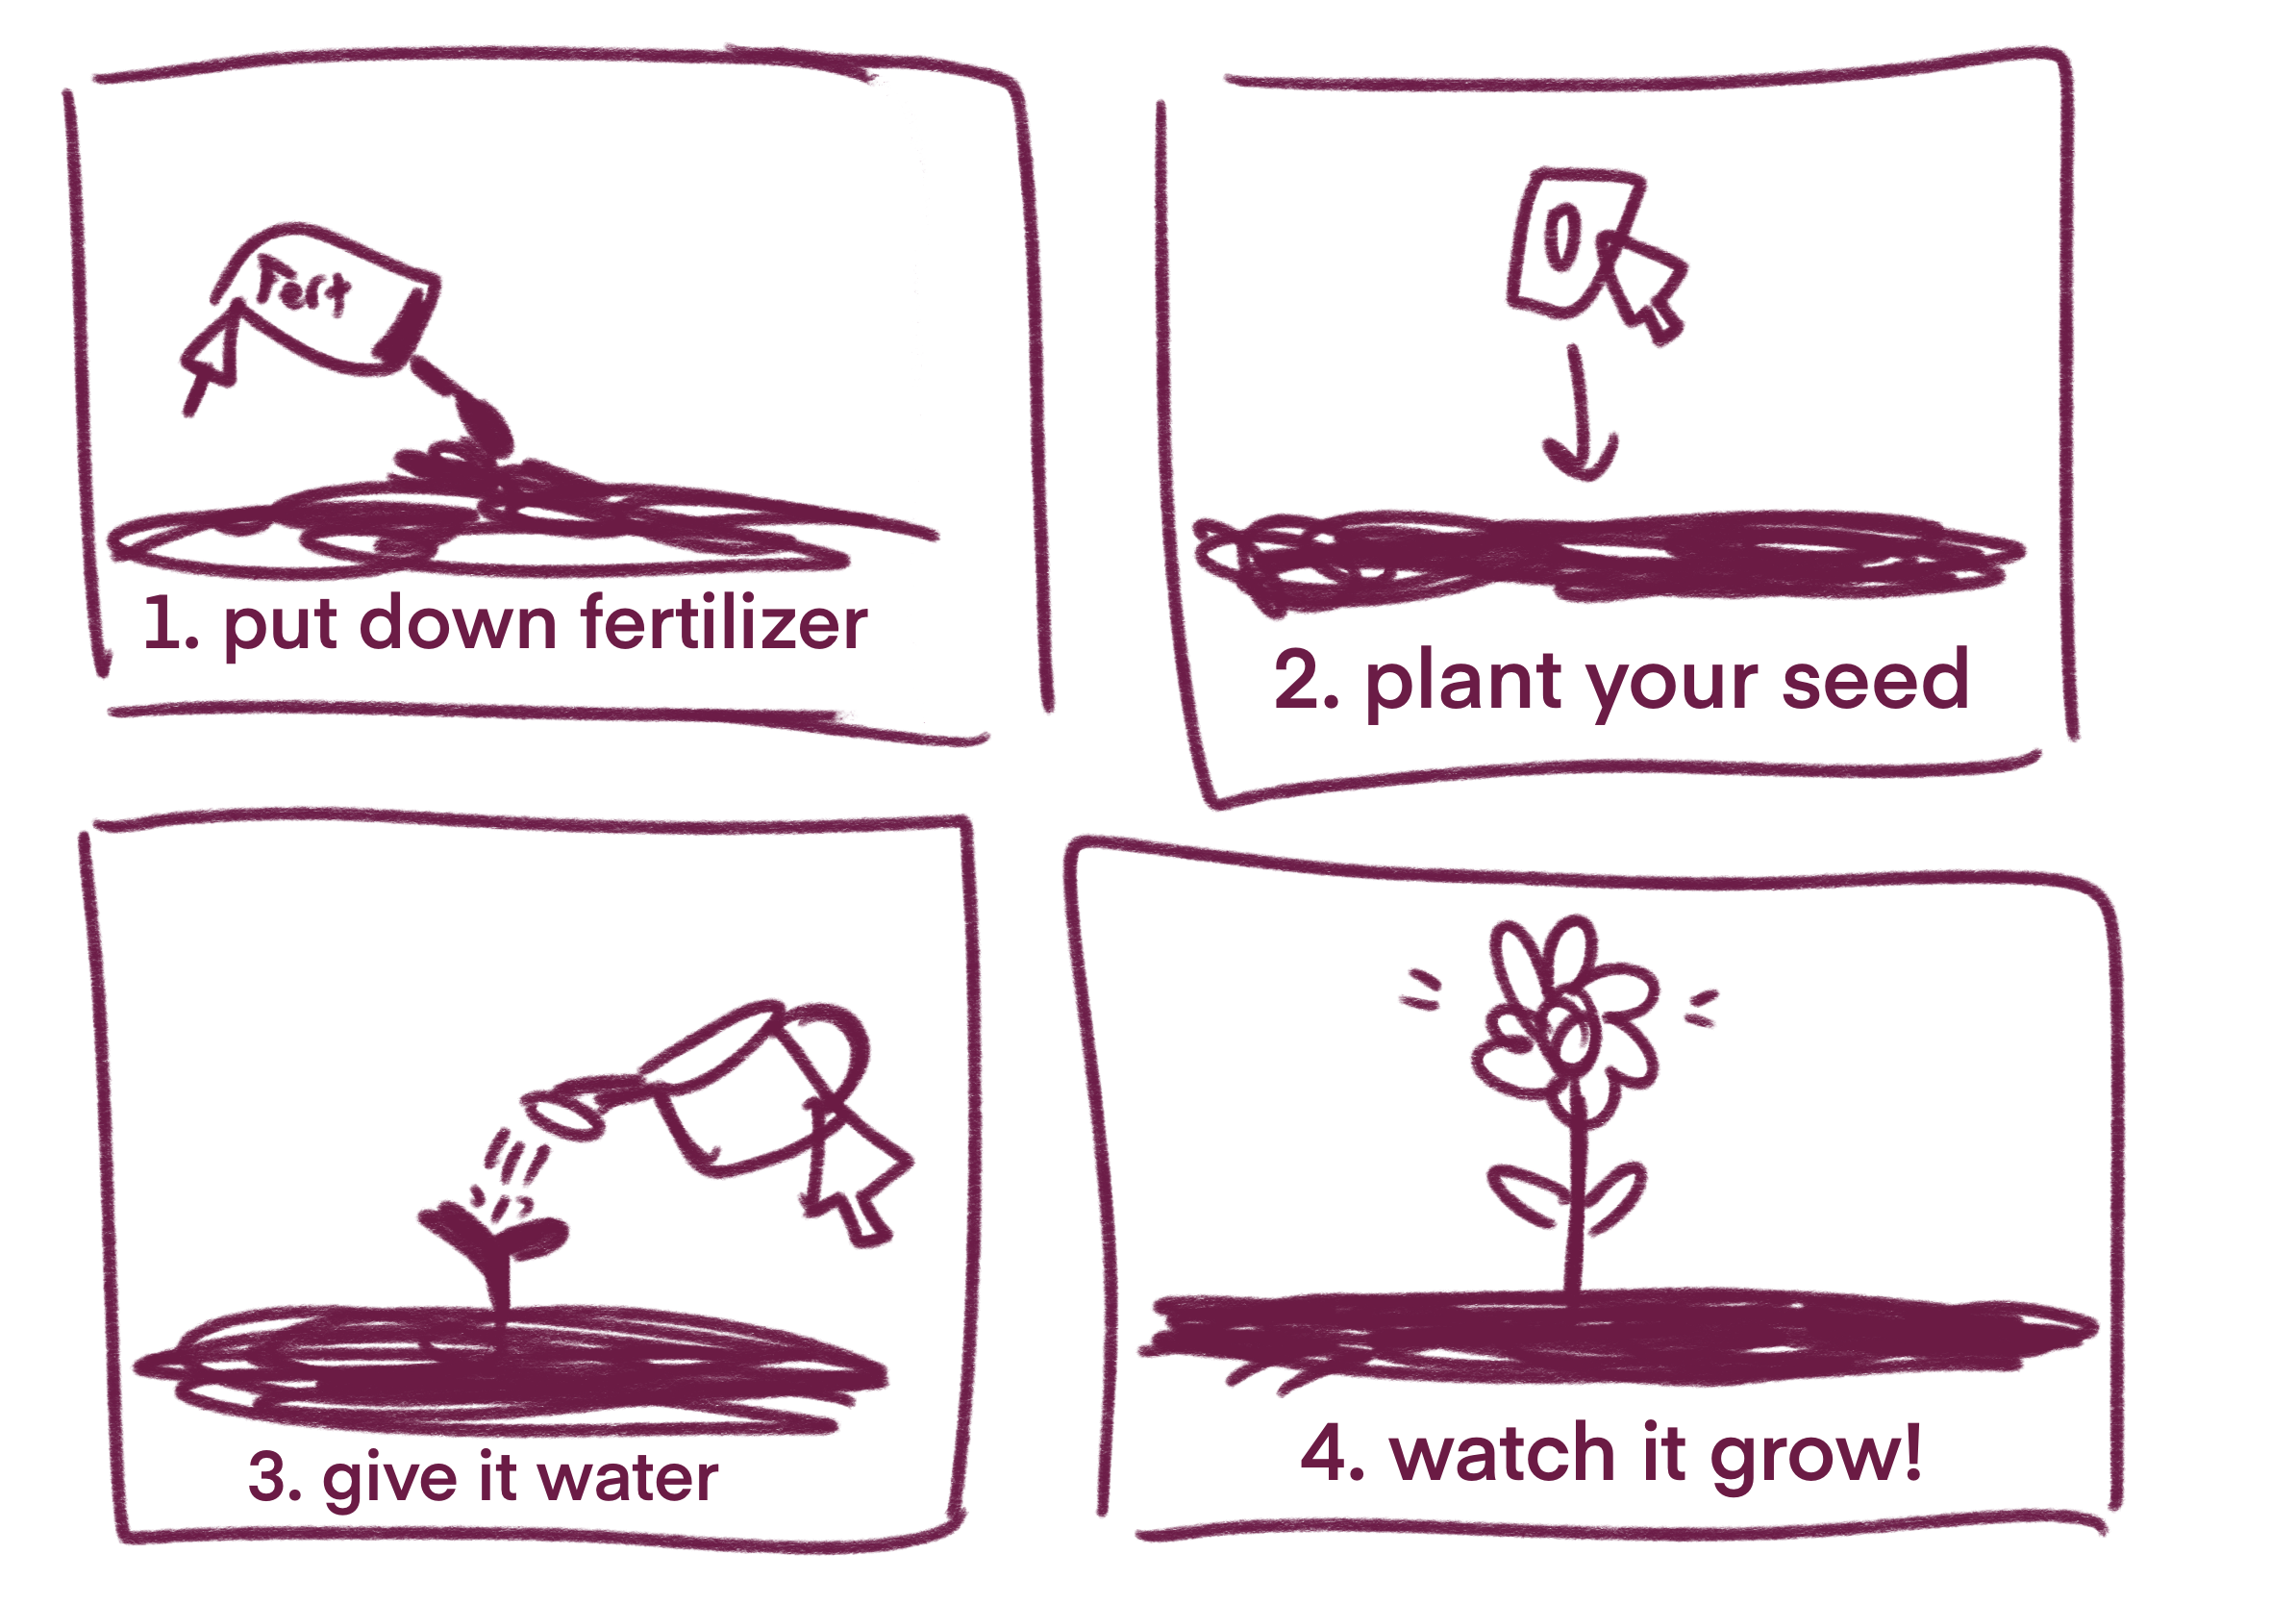 Fert
1. put down fertilizer
2. plant your seed
3. give it water
4. watch it grow!